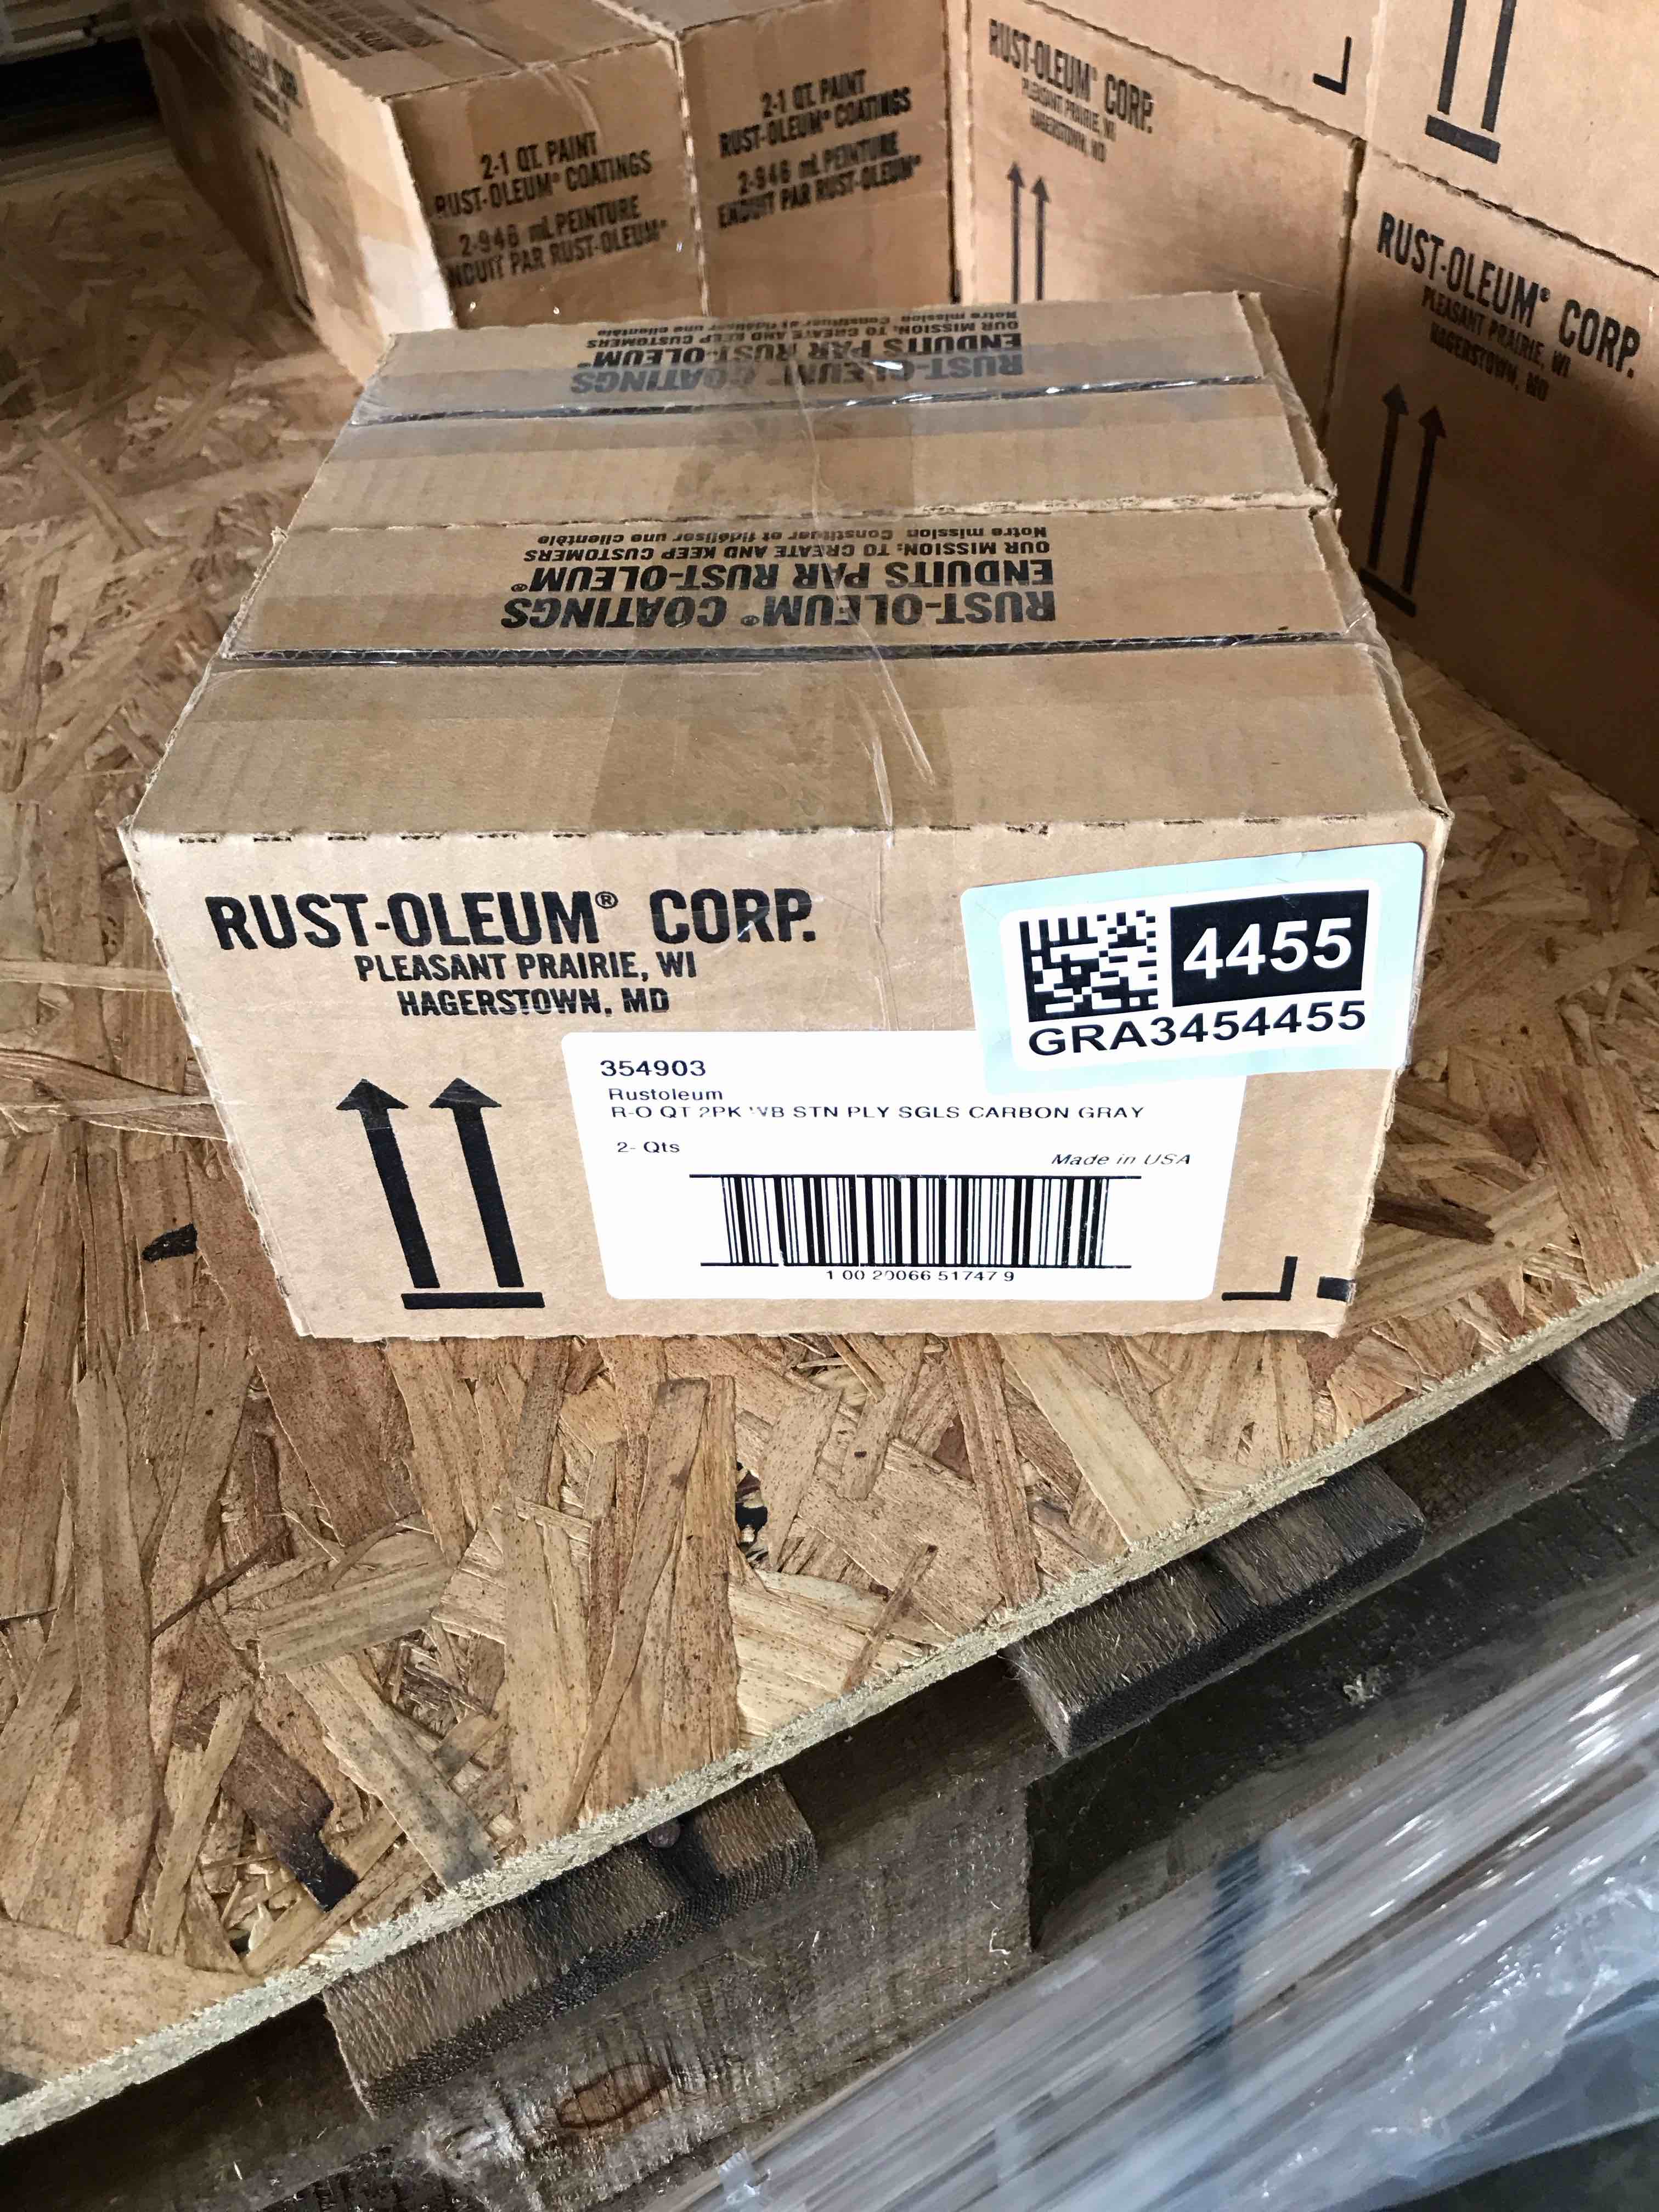 2-1 QT. PAINT
RUST-OLEUM® COATINGS
2-946 mL PEINTURE
ENDUIT PAR RUST-OLEUM®
2-1 QT. PAINT
RUST-OLEUM® COATINGS
2-946 mL PEINTURE
ENDUIT PAR RUST-OLEUM®
RUST-OLEUM® CORP.
PLEASANT PRAIRIE, WI
HAGERSTOWN, MD
RUST-OLEUM® CORP.
PLEASANT PRAIRIE, WI
HAGERSTOWN, MD
RUST-OLEUM® COATINGS
ENDUITS PAR RUST-OLEUM®
OUR MISSION: TO CREATE AND KEEP CUSTOMERS
Notre mission Constituer et fidéliser une clientèle
RUST-OLEUM® COATINGS
ENDUITS PAR RUST-OLEUM®
OUR MISSION: TO CREATE AND KEEP CUSTOMERS
Notre mission Constituer et fidéliser une clientèle
RUST-OLEUM® CORP.
PLEASANT PRAIRIE, WI
HAGERSTOWN, MD
4455
GRA3454455
354903
Rustoleum
R-O QT 2PK WB STN PLY SGLS CARBON GRAY
2- Qts
Made in USA
1 00 20066 51747 9